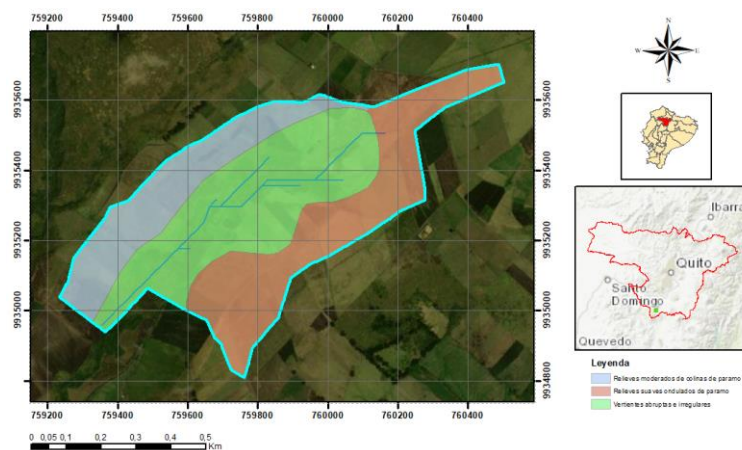 759200 759400 759600 759800 760000 760200 760400
9935600 9935400 9935200 9935000 9934800
9935600 9935400 9935200 9935000 9934800
759200 759400 759600 759800 760000 760200 760400
0 0,05 0,1 0,2 0,3 0,4 0,5
Km
N
W E
S
Ibarra
Quito
Santo
Domingo
Quevedo
Leyenda
Relieves moderados de colinas de paramo
Relieves suaves ondulados de paramo
Vertientes abruptas e irregulares